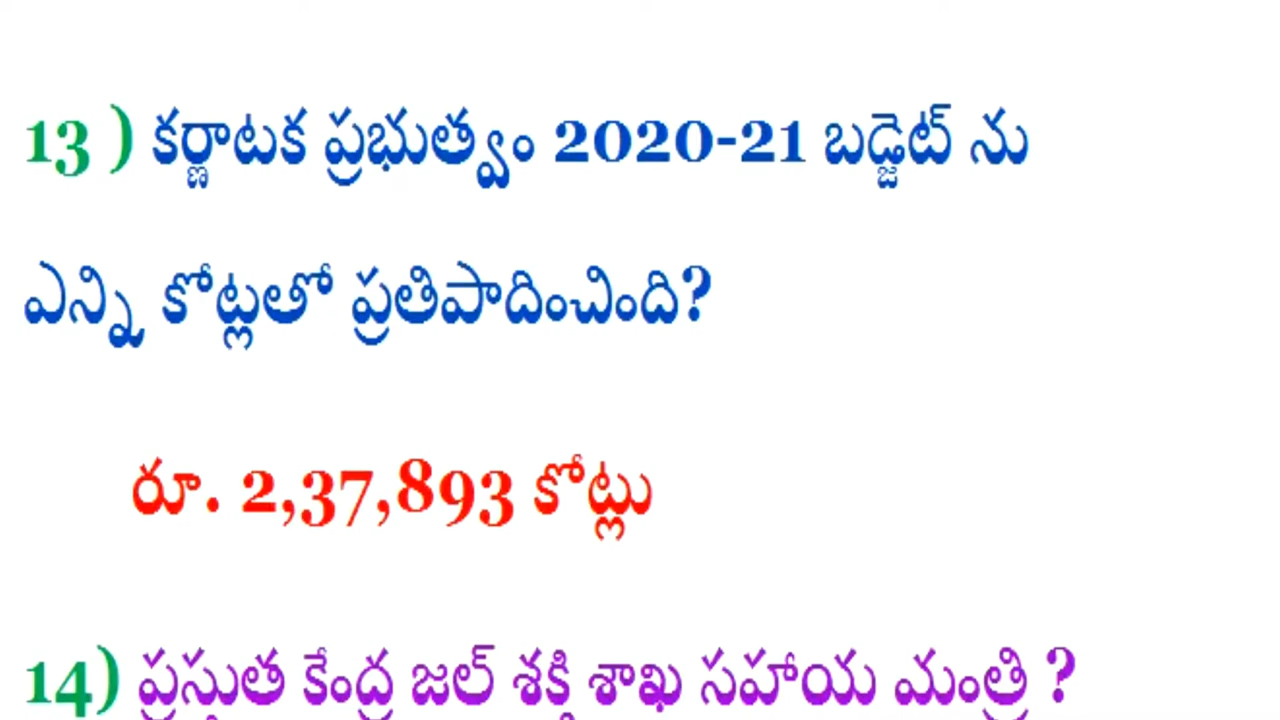 13 ) కర్ణాటక ప్రభుత్వం 2020-21 బడ్జెట్ ను
ఎన్ని కోట్లతో ప్రతిపాదించింది?
రూ. 2,37,893 కోట్లు
14) ప్రస్తుత కేంద్ర జల్ శక్తి శాఖ సహాయ మంత్రి ?